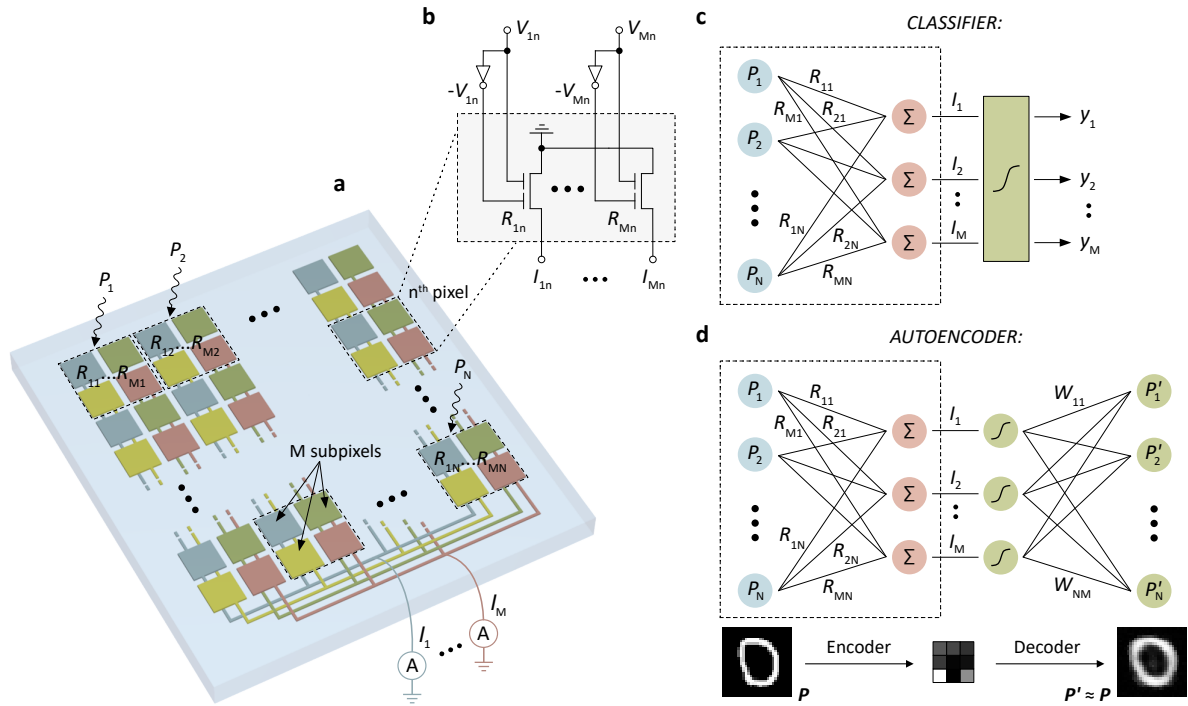 a
P1
P2
R11...RM1
R12...RM2
nth pixel
PN
R1N...RMN
M subpixels
I1
IM
A
A
b
V1n
VMn
-V1n
-VMn
R1n
RMn
I1n
IMn
c
CLASSIFIER:
P1
P2
PN
R11
RM1
R21
R1N
R2N
RMN
Σ
Σ
Σ
I1
I2
IM
y1
y2
yM
d
AUTOENCODER:
P1
P2
PN
R11
RM1
R21
R1N
R2N
RMN
Σ
Σ
Σ
I1
I2
IM
W11
WNM
P'1
P'2
P'N
P
Encoder
Decoder
P' ≈ P